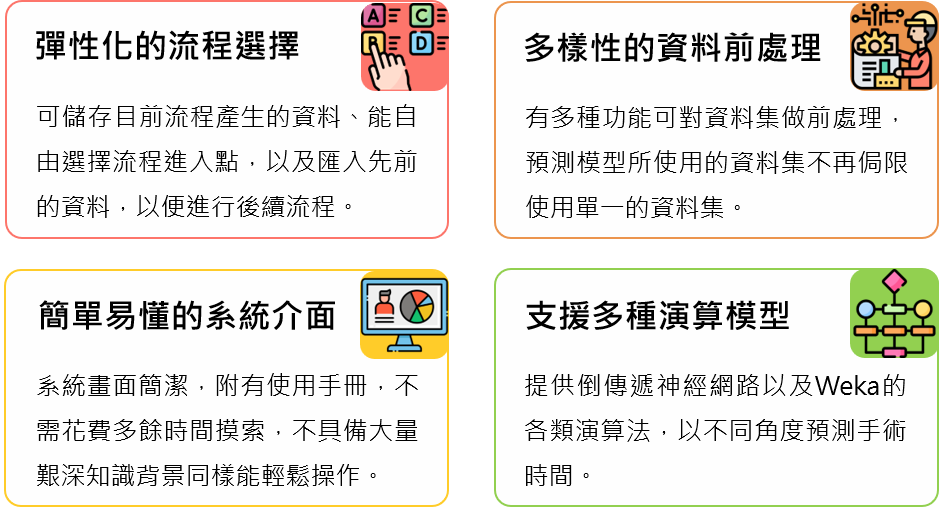 彈性化的流程選擇
A
C
B
D
可儲存目前流程產生的資料、能自
由選擇流程進入點，以及匯入先前
的資料，以便進行後續流程。
多樣性的資料前處理
有多種功能可對資料集做前處理，
預測模型所使用的資料集不再侷限
使用單一的資料集。
簡單易懂的系統介面
系統畫面簡潔，附有使用手冊，不
需花費多餘時間摸索，不具備大量
艱深知識背景同樣能輕鬆操作。
支援多種演算模型
提供倒傳遞神經網路以及Weka的
各類演算法，以不同角度預測手術
時間。